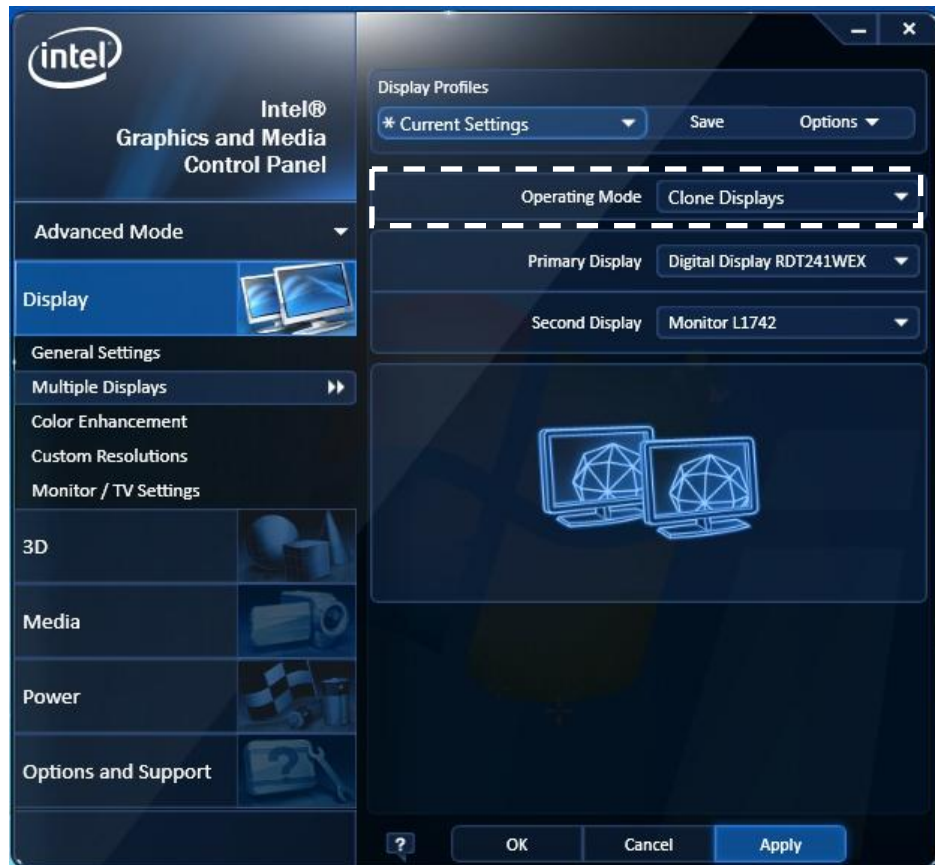 intel
Intel®
Graphics and Media
Control Panel
Advanced Mode
Display
General Settings
Multiple Displays
Color Enhancement
Custom Resolutions
Monitor / TV Settings
3D
Media
Power
Options and Support
Display Profiles
* Current Settings Save Options
Operating Mode Clone Displays
Primary Display Digital Display RDT241WEX
Second Display Monitor L1742
? OK Cancel Apply